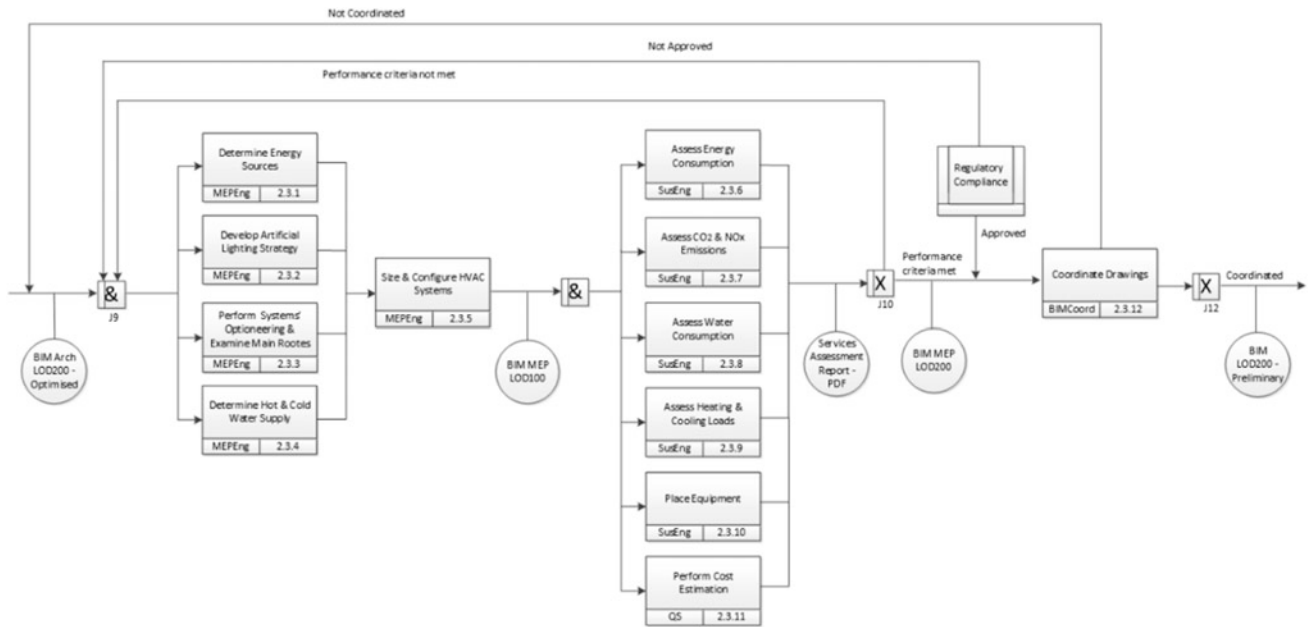 Not Coordinated
Not Approved
Performance criteria not met
Determine Energy
Sources
MEPEng 2.3.1
Develop Artificial
Lighting Strategy
MEPEng 2.3.2
Perform Systems'
Optioneering &
Examine Main Rootes
MEPEng 2.3.3
Determine Hot & Cold
Water Supply
MEPEng 2.3.4
&
J9
BIM Arch
LOD200 -
Optimised
Size & Configure HVAC
Systems
MEPEng 2.3.5
BIM MEP
LOD100
&
Assess Energy
Consumption
SusEng 2.3.6
Assess CO2 & NOx
Emissions
SusEng 2.3.7
Assess Water
Consumption
SusEng 2.3.8
Assess Heating &
Cooling Loads
SusEng 2.3.9
Place Equipment
SusEng 2.3.10
Perform Cost
Estimation
QS 2.3.11
Services
Assessment
Report -
PDF
X
J10
Performance
criteria met
BIM MEP
LOD200
Regulatory
Compliance
Approved
Coordinate Drawings
BIMCoord 2.3.12
X
J12
Coordinated
BIM
LOD200 -
Preliminary